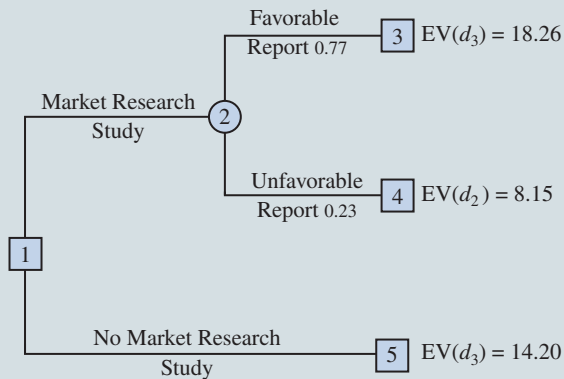 Favorable
Report 0.77
3 EV(d3) = 18.26
Market Research
Study
2
Unfavorable
Report 0.23
4 EV(d2) = 8.15
1
No Market Research
Study
5 EV(d3) = 14.20